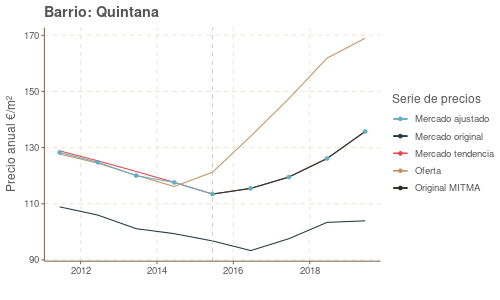 Barrio: Quintana
Precio anual €/m²
170
150
130
110
90
2012
2014
2016
2018
Serie de precios
Mercado ajustado
Mercado original
Mercado tendencia
Oferta
Original MITMA